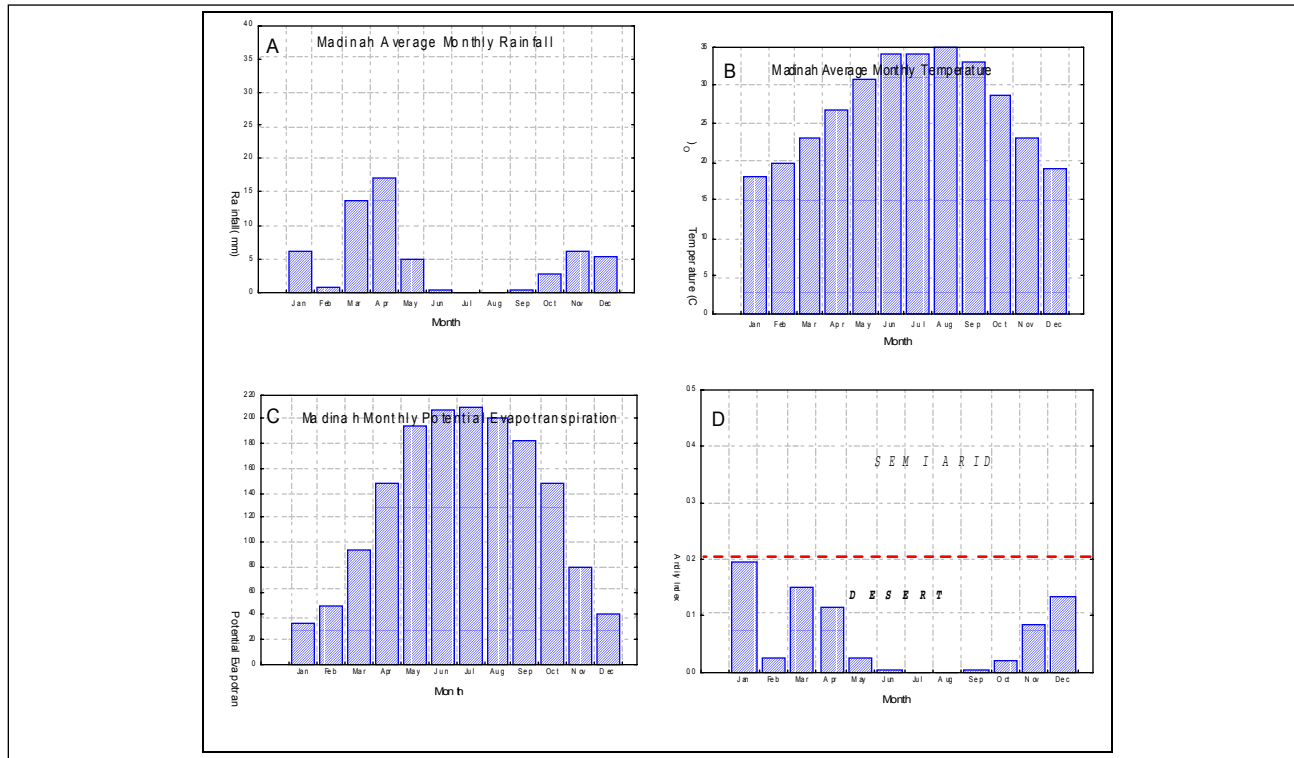 A
Madinah Average Monthly Rainfall
Rainfall(mm)
40
35
30
25
20
15
10
5
0
Jan Feb Mar Apr May Jun Jul Aug Sep Oct Nov Dec
Month
B
Madinah Average Monthly Temperature
Temperature (C
o)
35
30
25
20
15
10
5
0
Jan Feb Mar Apr May Jun Jul Aug Sep Oct Nov Dec
Month
C
Madinah Monthly Potential Evapotranspiration
Potential Evapotran
220
200
180
160
140
120
100
80
60
40
20
0
Jan Feb Mar Apr May Jun Jul Aug Sep Oct Nov Dec
Month
D
SEMI ARID
DESERT
Aridity Index
0.5
0.4
0.3
0.2
0.1
0.0
Jan Feb Mar Apr May Jun Jul Aug Sep Oct Nov Dec
Month